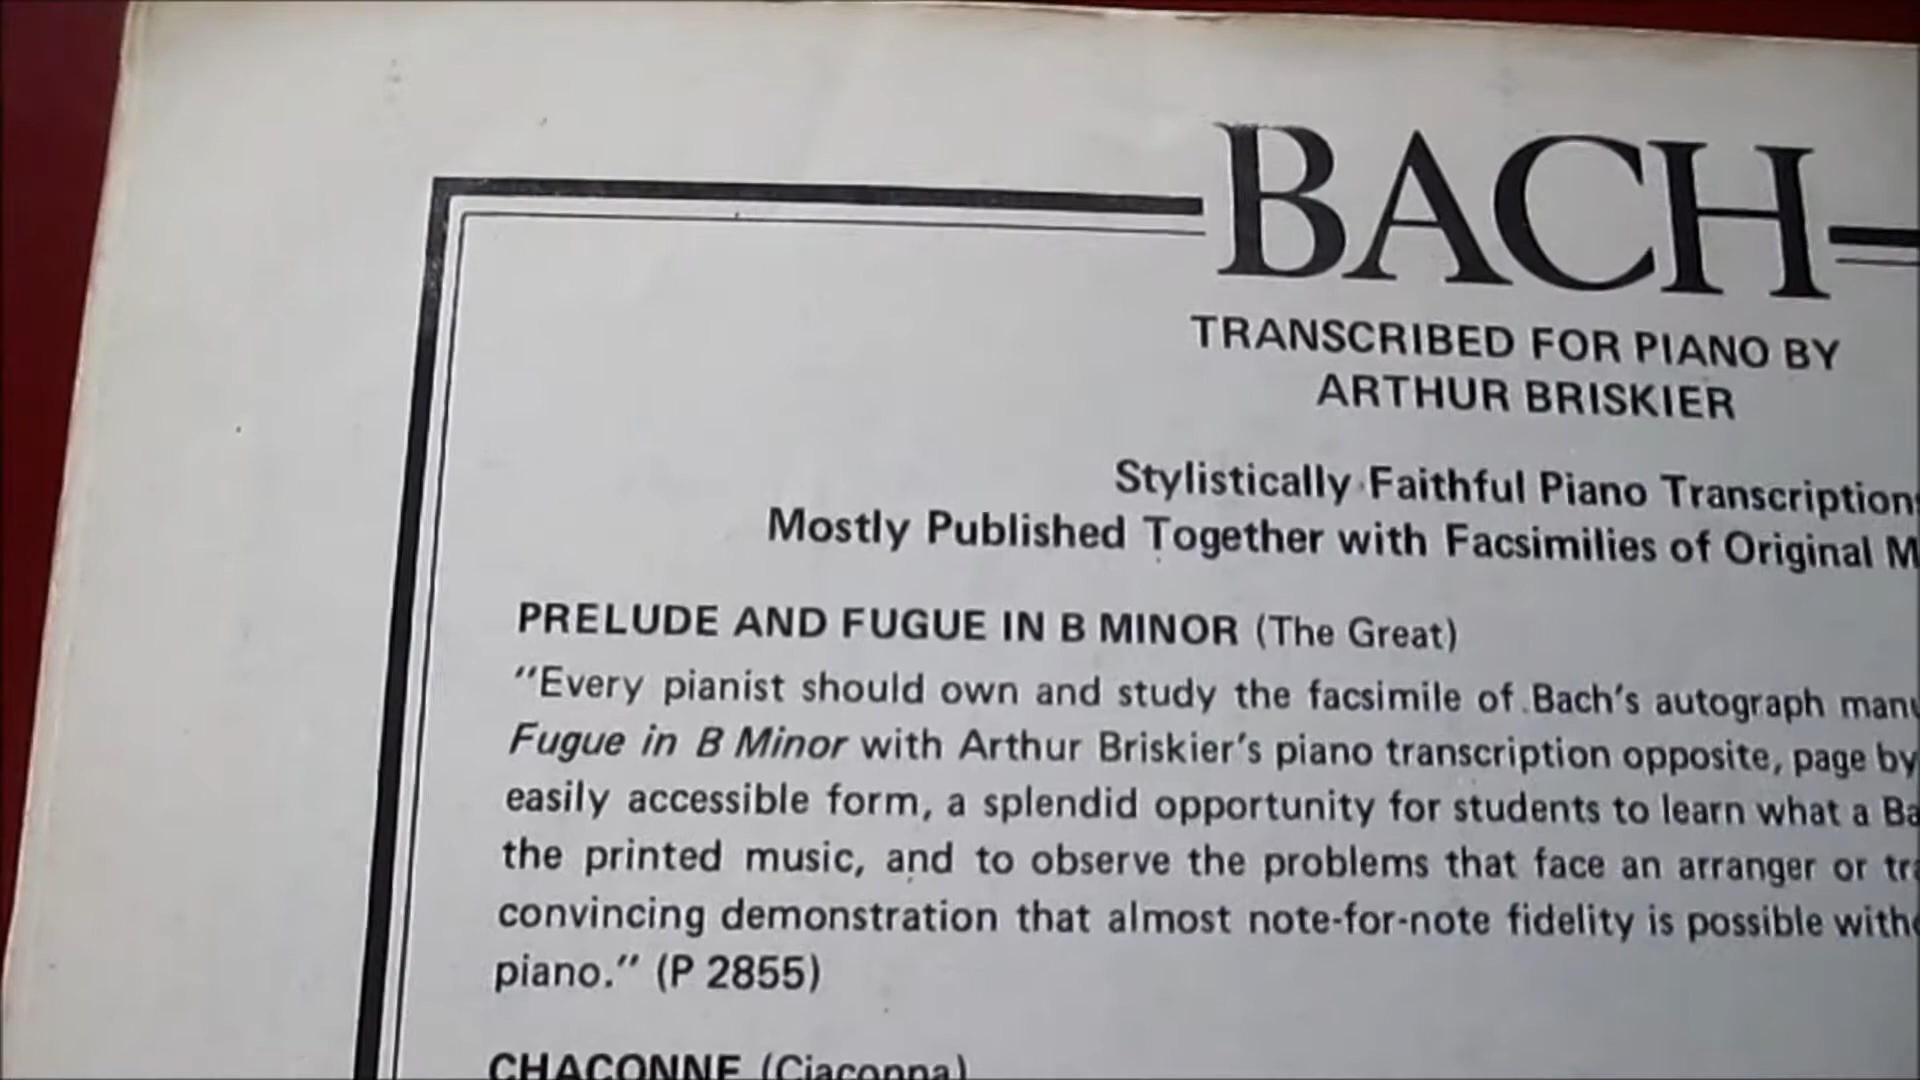 BACH
TRANSCRIBED FOR PIANO BY
ARTHUR BRISKIER
Stylistically Faithful Piano Transcriptions
Mostly Published Together with Facsimilies of Original
PRELUDE AND FUGUE IN B MINOR (The Great)
"Every pianist should own and study the facsimile of Bach's autograph
Fugue in B Minor with Arthur Briskier's piano transcription opposite, page by
easily accessible form, a splendid opportunity for students to learn what a
the printed music, and to observe the problems that face an arranger or
convincing demonstration that almost note-for-note fidelity is possible
piano." (P 2855)
CHACONNE (Ciaconna)